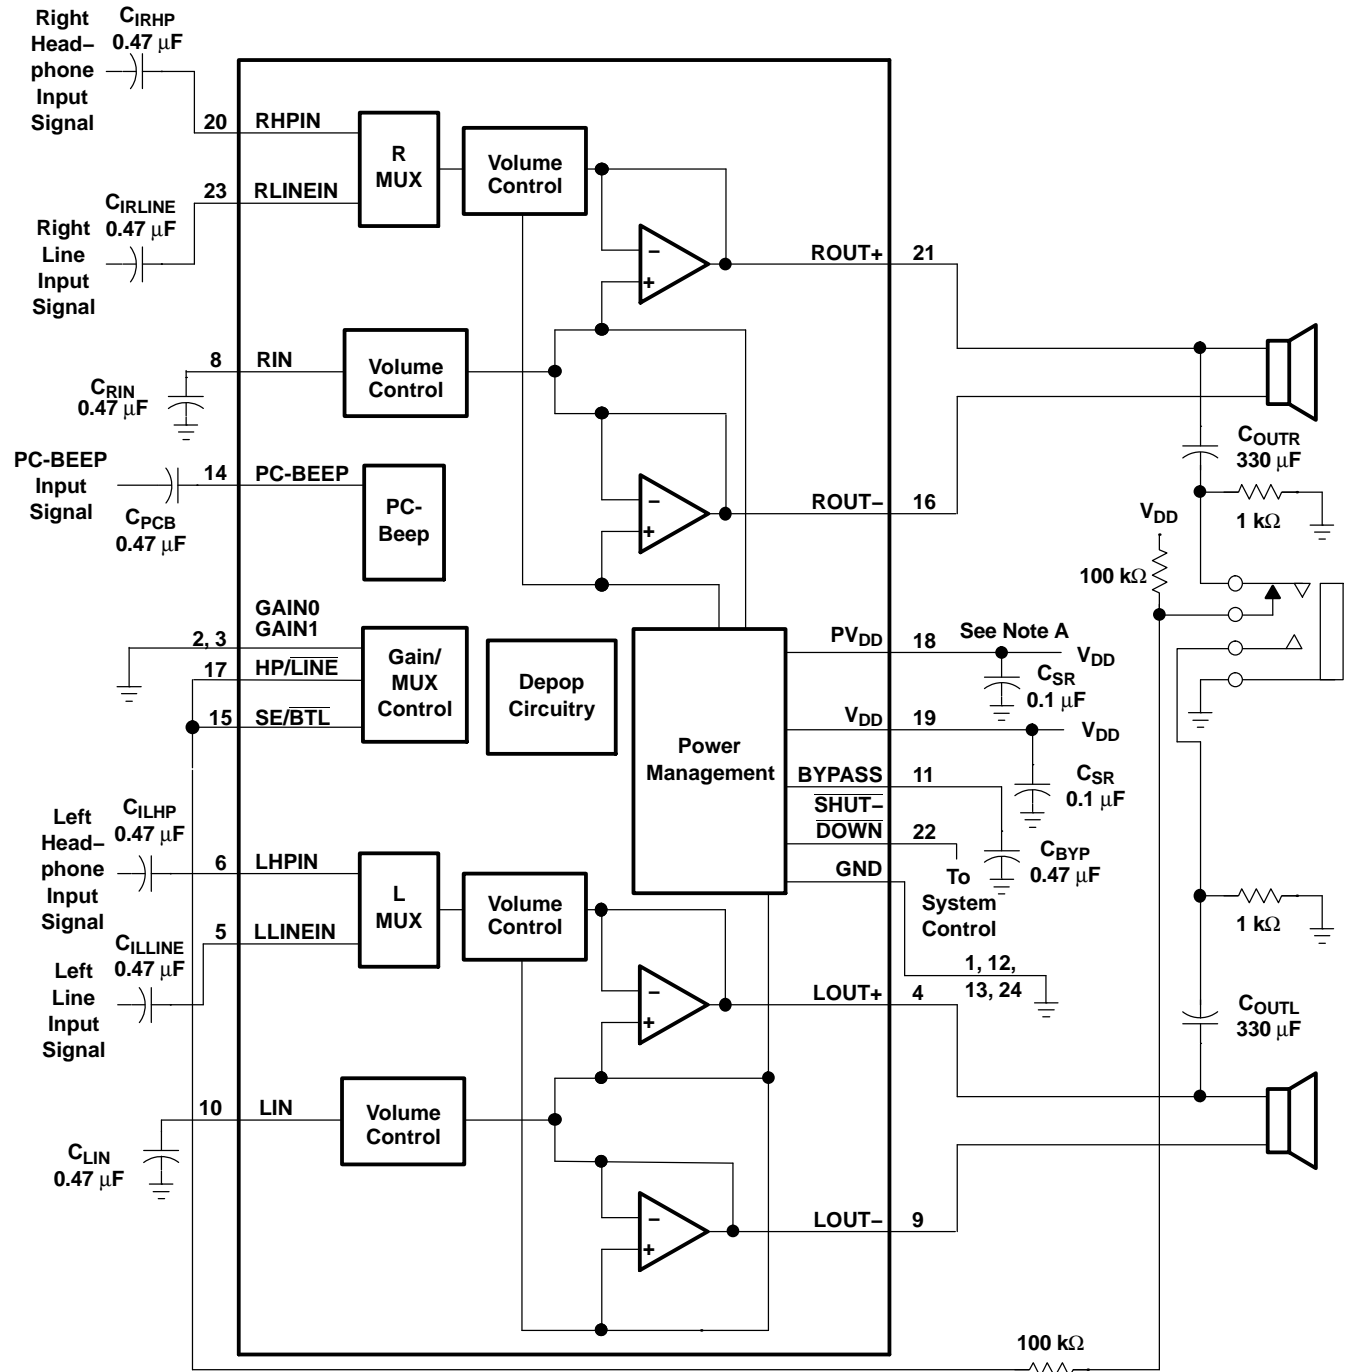 Right
Head–
phone
Input
Signal
CIRHP
0.47 μF
20
RHPIN
R
MUX
Volume
Control
23
RLINEIN
CIRLINE
0.47 μF
Right
Line
Input
Signal
–
+
ROUT+
21
8
RIN
Volume
Control
CRIN
0.47 μF
PC-BEEP
Input
Signal
14
PC-BEEP
CPCB
0.47 μF
PC-
Beep
–
+
ROUT–
16
COUTR
330 μF
1 kΩ
VDD
100 kΩ
GAIN0
GAIN1
2, 3
17
HP/LINE
15
SE/BTL
Gain/
MUX
Control
Depop
Circuitry
Power
Management
PVDD
18
See Note A
VDD
CSR
0.1 μF
VDD
19
VDD
CSR
0.1 μF
BYPASS
11
SHUT–
DOWN
22
CBYP
0.47 μF
GND
To
System
Control
1, 12,
13, 24
Left
Head–
phone
Input
Signal
CILHP
0.47 μF
6
LHPIN
L
MUX
Volume
Control
5
LLINEIN
CILLINE
0.47 μF
Left
Line
Input
Signal
–
+
LOUT+
4
1 kΩ
COUTL
330 μF
10
LIN
Volume
Control
CLIN
0.47 μF
–
+
LOUT–
9
100 kΩ